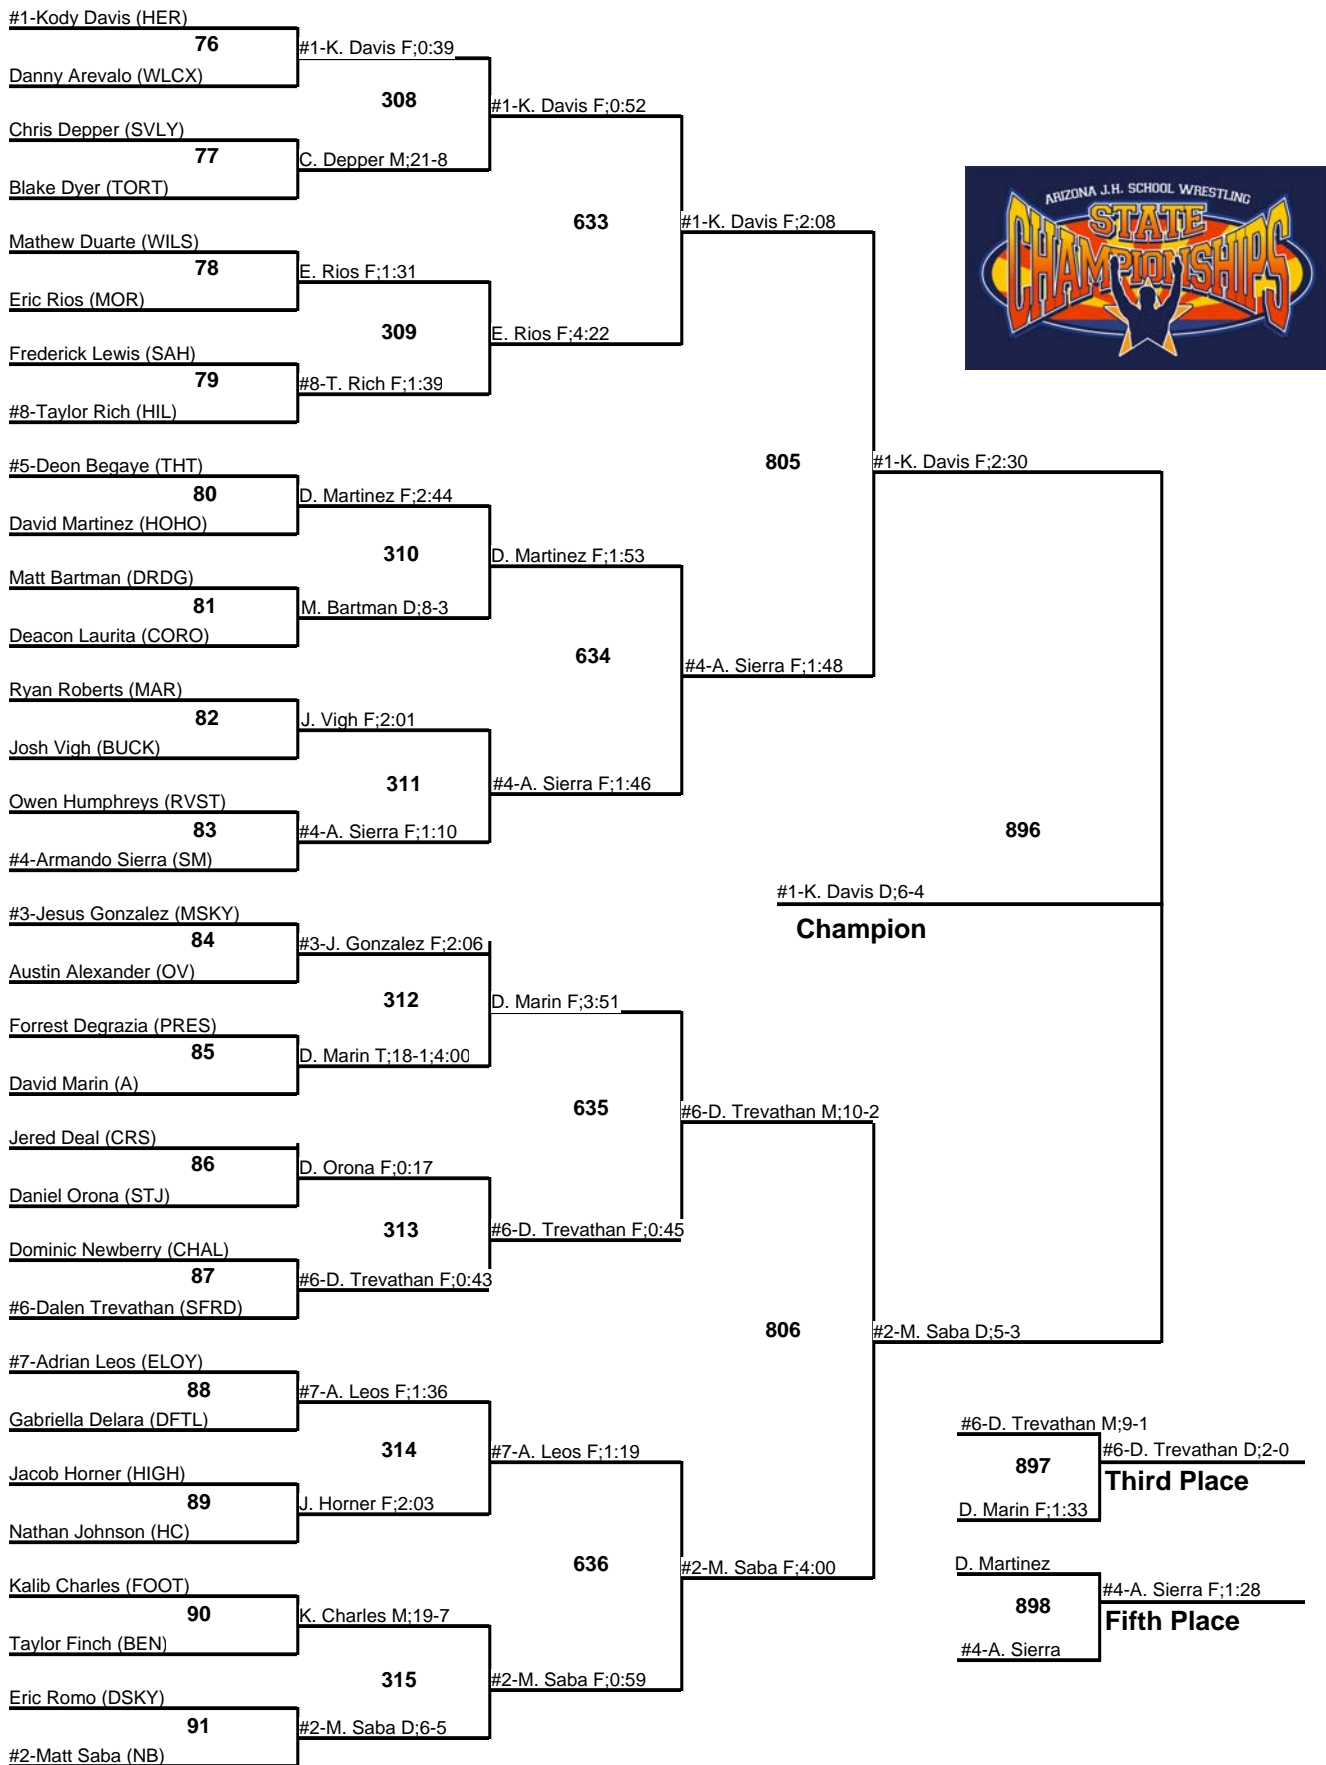 #1-Kody Davis (HER)
76
#1-K. Davis F;0:39
Danny Arevalo (WLCX)
308
#1-K. Davis F;0:52
Chris Depper (SVLY)
77
C. Depper M;21-8
Blake Dyer (TORT)
633
#1-K. Davis F;2:08
Mathew Duarte (WILS)
78
E. Rios F;1:31
Eric Rios (MOR)
309
E. Rios F;4:22
Frederick Lewis (SAH)
79
#8-T. Rich F;1:39
#8-Taylor Rich (HIL)
ARIZONA J.H. SCHOOL WRESTLING
STATE
CHAMPIONSHIPS
805
#1-K. Davis F;2:30
#5-Deon Begaye (THT)
80
D. Martinez F;2:44
David Martinez (HOHO)
310
D. Martinez F;1:53
Matt Bartman (DRDG)
81
M. Bartman D;8-3
Deacon Laurita (CORO)
634
#4-A. Sierra F;1:48
Ryan Roberts (MAR)
82
J. Vigh F;2:01
Josh Vigh (BUCK)
311
#4-A. Sierra F;1:46
Owen Humphreys (RVST)
83
#4-A. Sierra F;1:10
#4-Armando Sierra (SM)
896
#1-K. Davis D;6-4
Champion
#3-Jesus Gonzalez (MSKY)
84
#3-J. Gonzalez F;2:06
Austin Alexander (OV)
312
D. Marin F;3:51
Forrest Degrazia (PRES)
85
D. Marin T;18-1;4:00
David Marin (A)
635
#6-D. Trevathan M;10-2
Jered Deal (CRS)
86
D. Orona F;0:17
Daniel Orona (STJ)
313
#6-D. Trevathan F;0:45
Dominic Newberry (CHAL)
87
#6-D. Trevathan F;0:43
#6-Dalen Trevathan (SFRD)
806
#2-M. Saba D;5-3
#7-Adrian Leos (ELOY)
88
#7-A. Leos F;1:36
Gabriella Delara (DFTL)
314
#7-A. Leos F;1:19
Jacob Horner (HIGH)
89
J. Horner F;2:03
Nathan Johnson (HC)
636
#2-M. Saba F;4:00
Kalib Charles (FOOT)
90
K. Charles M;19-7
Taylor Finch (BEN)
315
#2-M. Saba F;0:59
Eric Romo (DSKY)
91
#2-M. Saba D;6-5
#2-Matt Saba (NB)
#6-D. Trevathan M;9-1
897
#6-D. Trevathan D;2-0
Third Place
D. Marin F;1:33
D. Martinez
898
#4-A. Sierra F;1:28
Fifth Place
#4-A. Sierra